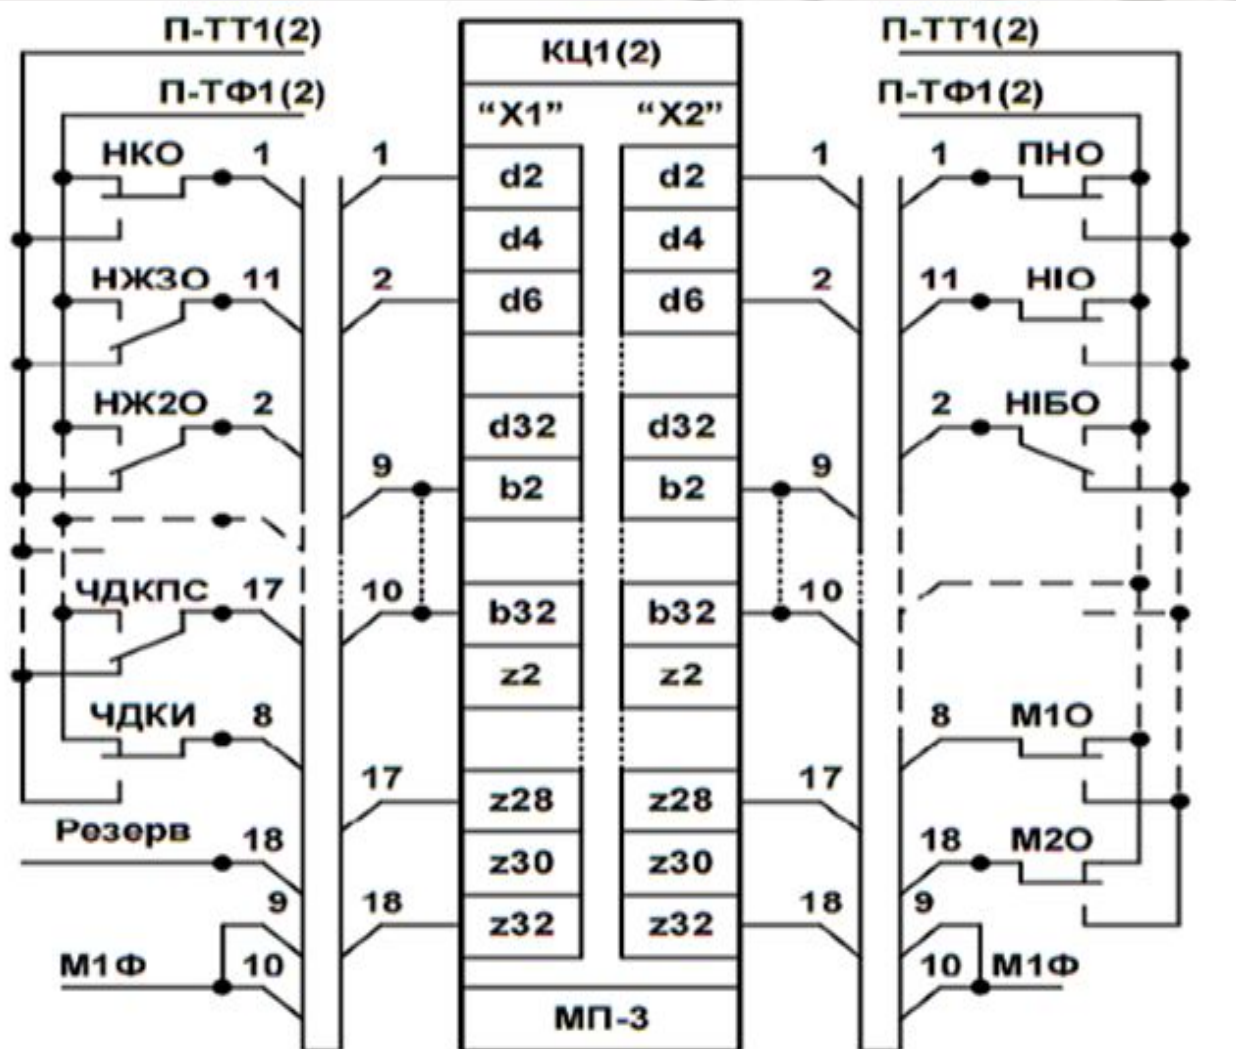 П-ТТ1(2) КЦ1(2) П-ТТ1(2)
П-ТФ1(2) “X1” “X2” П-ТФ1(2)
НКО 1 1 d2 d2 1 1 ПНО
d4 d4
НЖЗО 11 2 d6 d6 2 11 НІО
НЖ2О 2 d32 d32 2 НІБО
9 b2 b2 9
ЧДКПС 17 10 b32 b32 10
z2 z2
ЧДКИ 8 8 М1О
17 z28 z28 17
Резерв 18 z30 z30 18 М2О
9 18 z32 z32 18 9
М1Ф 10 10 М1Ф
МП-3